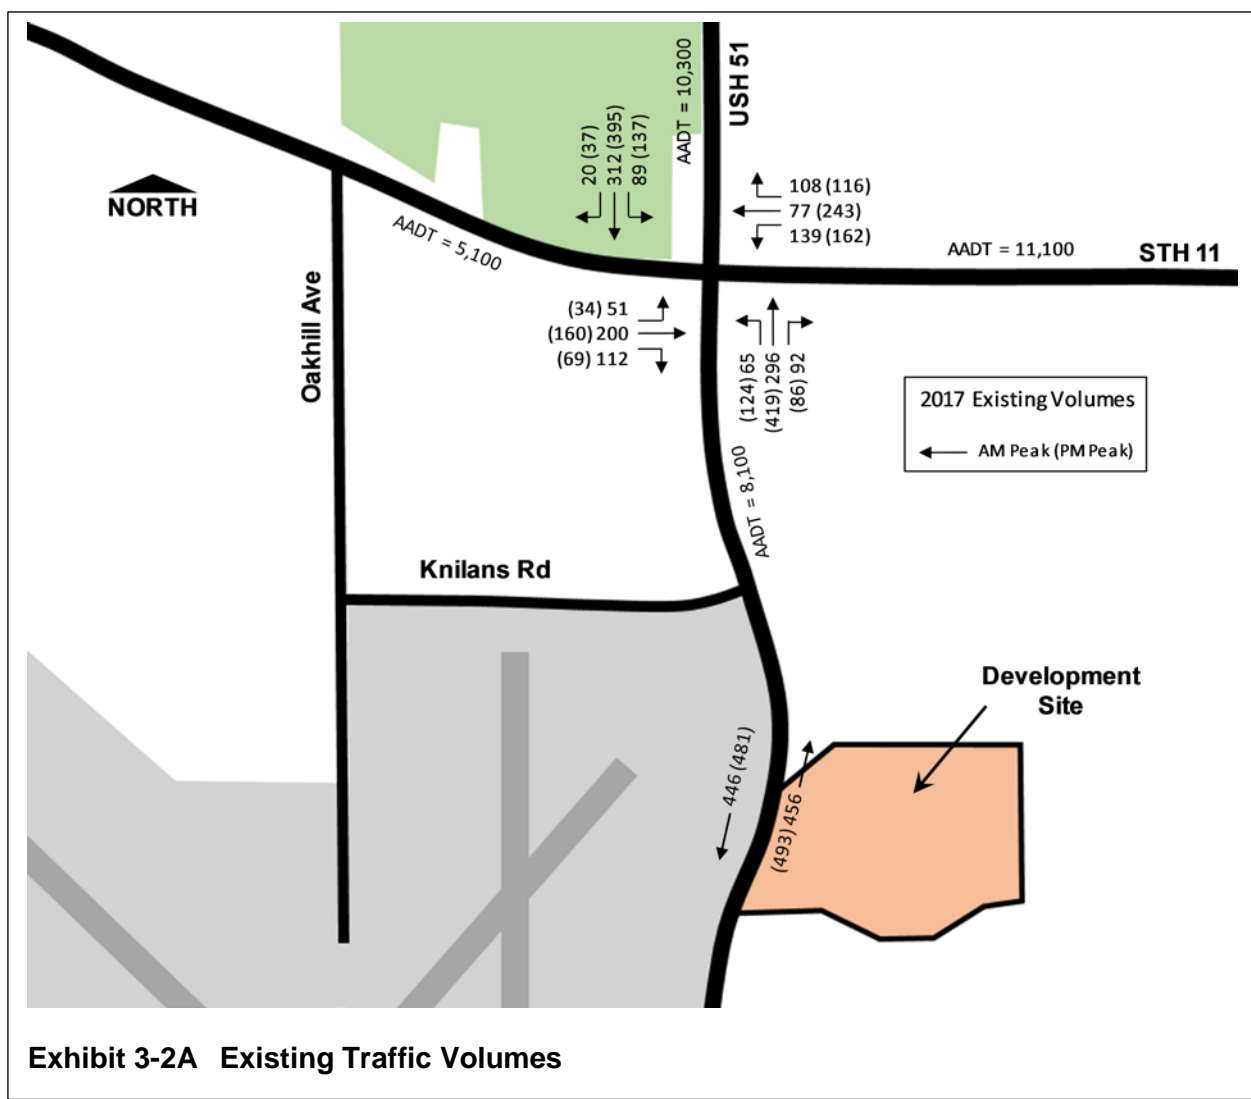 USH 51
AADT = 10,300
20 (37)
312 (395)
89 (137)
108 (116)
77 (243)
139 (162)
NORTH
AADT = 5,100
AADT = 11,100
STH 11
Oakhill Ave
(34) 51
(160) 200
(69) 112
(124) 65
(419) 296
(86) 92
2017 Existing Volumes
AM Peak (PM Peak)
AADT = 8,100
Knilans Rd
Development
Site
446 (481)
(493) 456
Exhibit 3-2A Existing Traffic Volumes